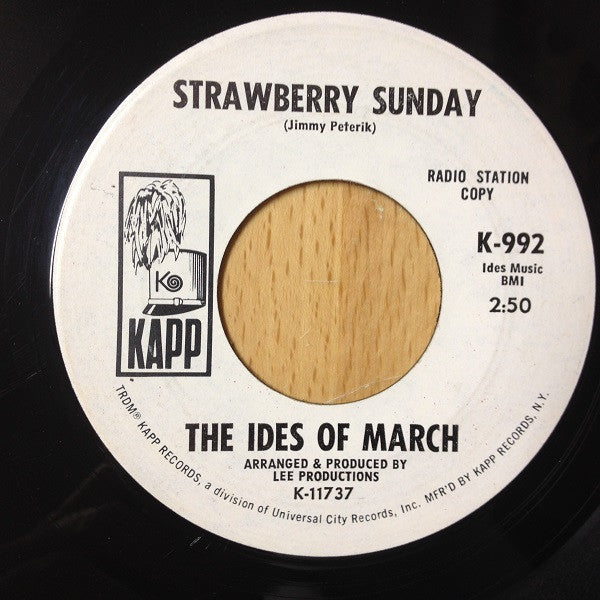 STRAWBERRY SUNDAY
(Jimmy Peterik)
RADIO STATION
COPY
K
KAPP
K-992
Ides Music
BMI
2:50
THE IDES OF MARCH
ARRANGED & PRODUCED BY
LEE PRODUCTIONS
K-11737
TRDM® KAPP RECORDS, a division of Universal City Records, Inc. MFR'D BY KAPP RECORDS, N.Y.